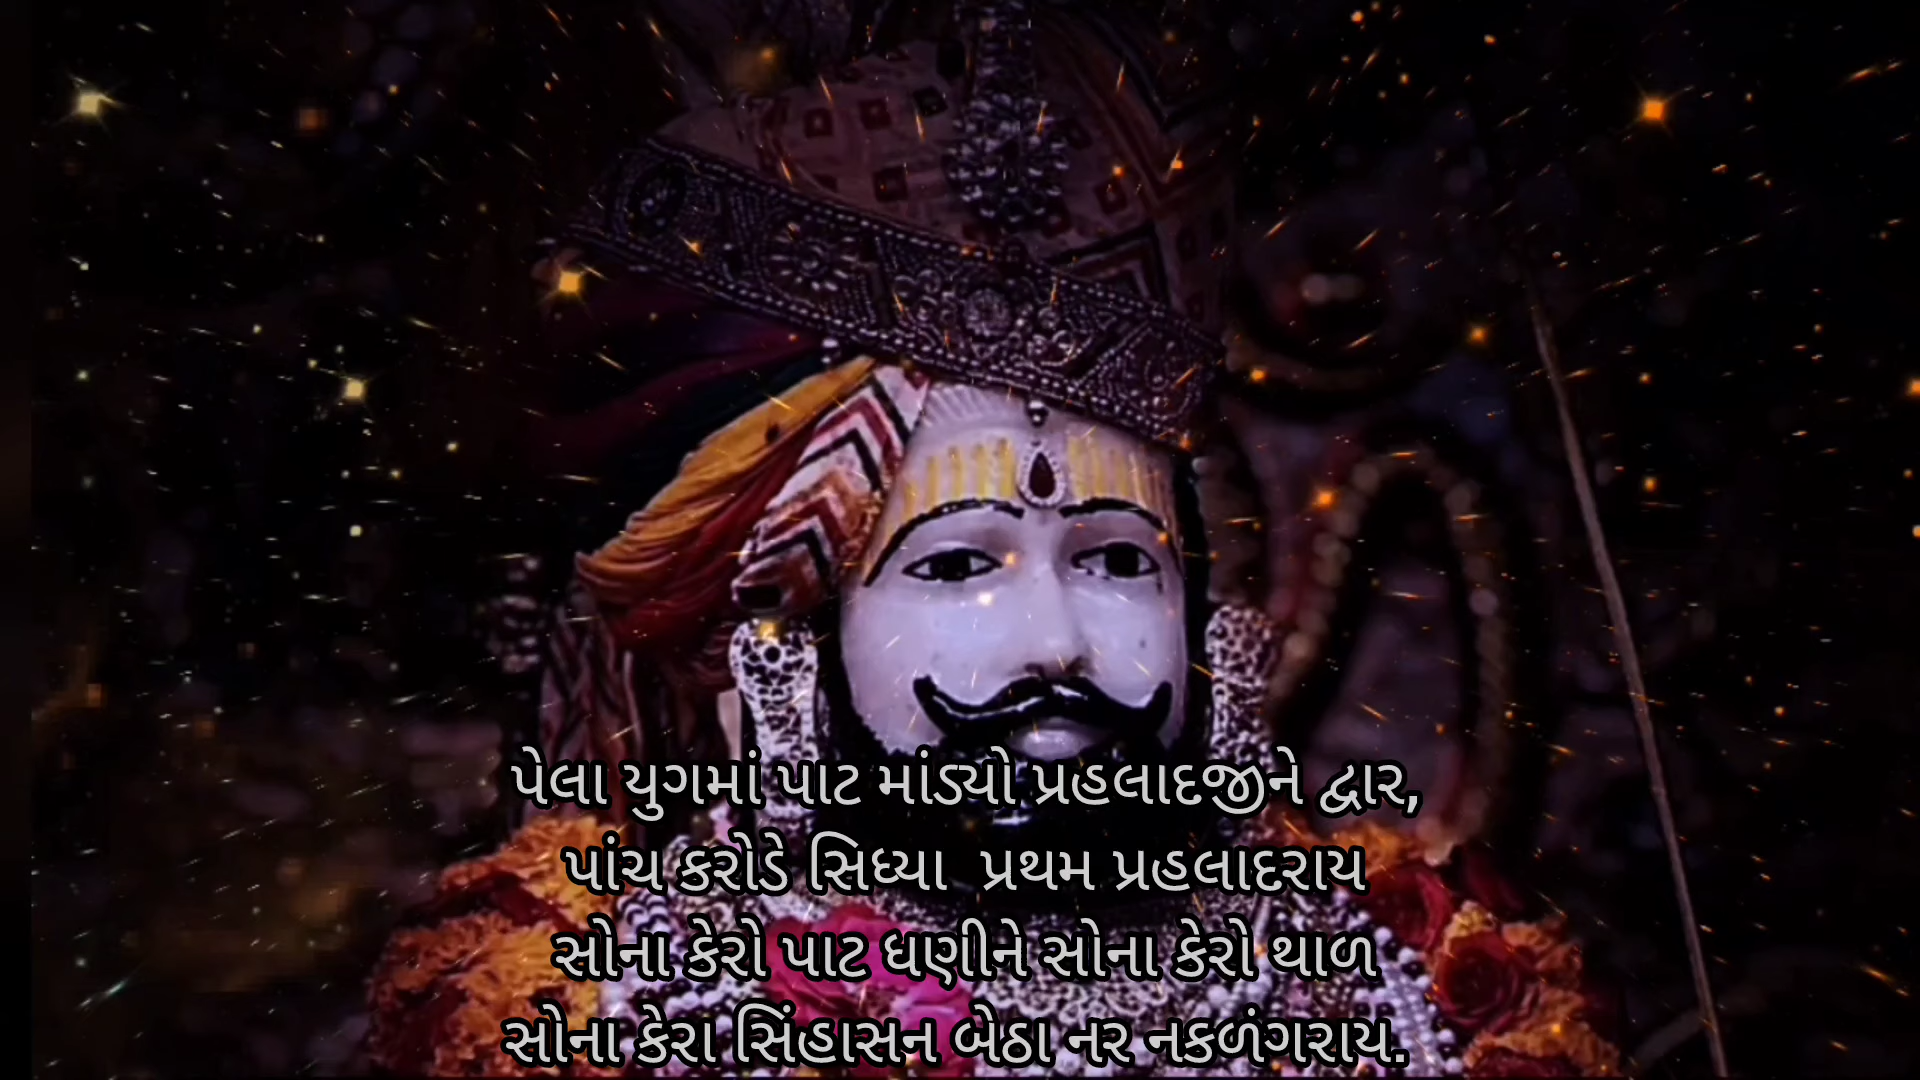 પેલા યુગમાં પાટ માંડ્યો પ્રહલાદજીને દ્વાર,
પાંચ કરોડે સિધ્યા પ્રથમ પ્રહલાદરાય
સોના કેરો પાટ ધણીને સોના કેરો થાળ
સોના કેરા સિંહાસન બેઠા નર નકળંગરાય.